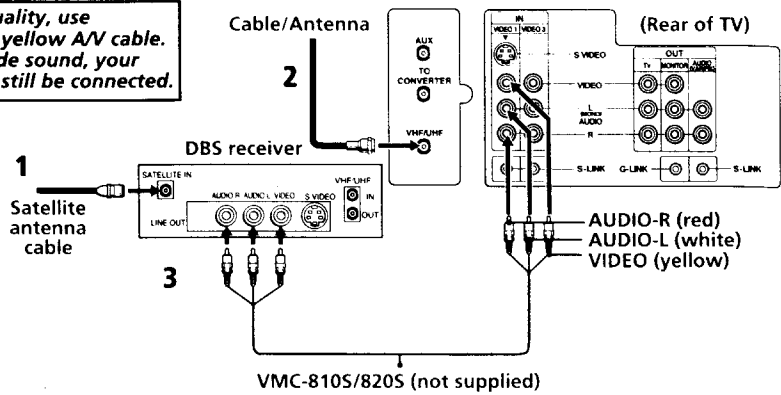 uality, use
yellow A/V cable.
de sound, your
still be connected.
Cable/Antenna
2
AUX
TO
CONVERTER
VHF/UHF
(Rear of TV)
IN
VIDEO 1 VIDEO 3
S VIDEO
VIDEO
L
(MONO)
AUDIO
R
OUT
TV MONITOR AUDIO
S-LINK G-LINK S-LINK
DBS receiver
1
Satellite
antenna
cable
SATELLITE IN
AUDIO R AUDIO L VIDEO S VIDEO
VHF/UHF
IN
OUT
LINE OUT
3
AUDIO-R (red)
AUDIO-L (white)
VIDEO (yellow)
VMC-810S/820S (not supplied)